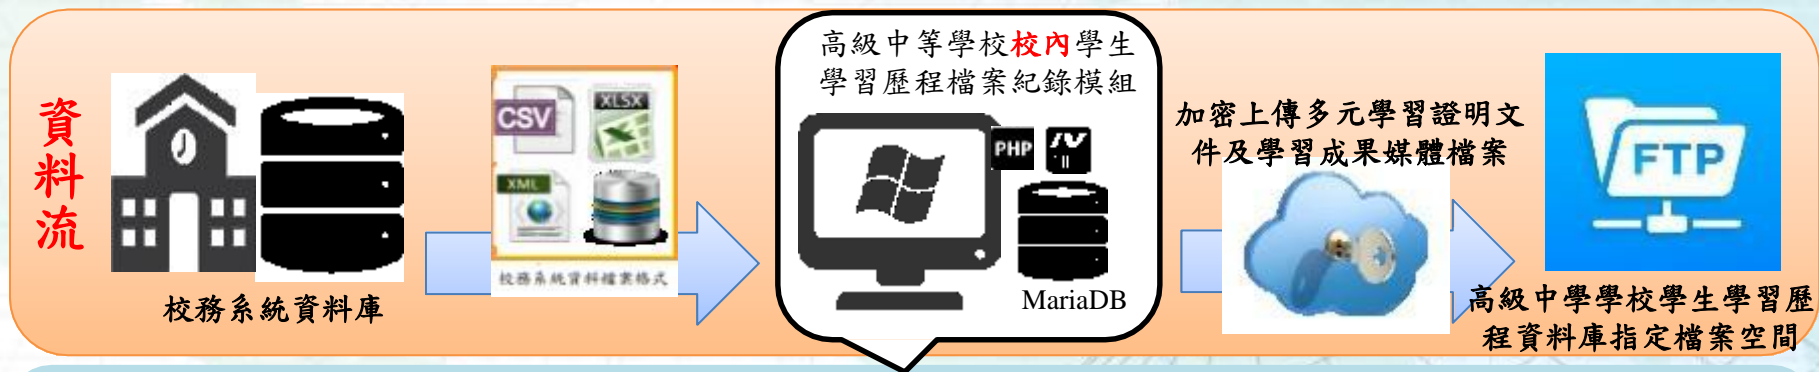 資料流
校務系統資料庫
CSV
XLSX
XML
校務系統資料檔案格式
高級中等學校校內學生
學習歷程檔案紀錄模組
PHP
MariaDB
加密上傳多元學習證明文
件及學習成果媒體檔案
FTP
高級中學學校學生學習歷
程資料庫指定檔案空間